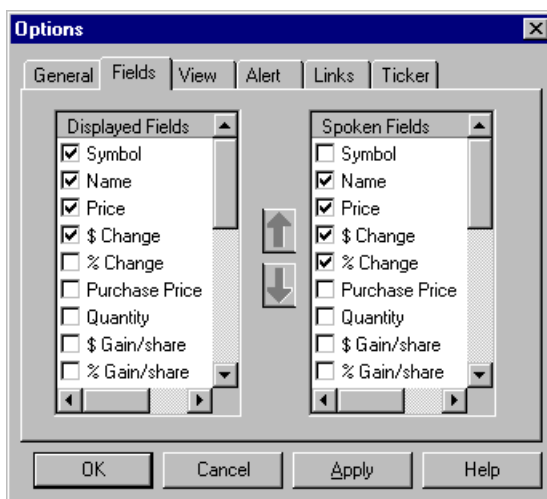 Options
General Fields View Alert Links Ticker
Displayed Fields
Symbol
Name
Price
$ Change
% Change
Purchase Price
Quantity
$ Gain/share
% Gain/share
Spoken Fields
Symbol
Name
Price
$ Change
% Change
Purchase Price
Quantity
$ Gain/share
% Gain/share
OK Cancel Apply Help